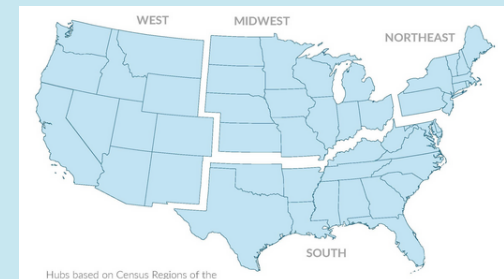 WEST
MIDWEST
NORTHEAST
SOUTH
Hubs based on Census Regions of the